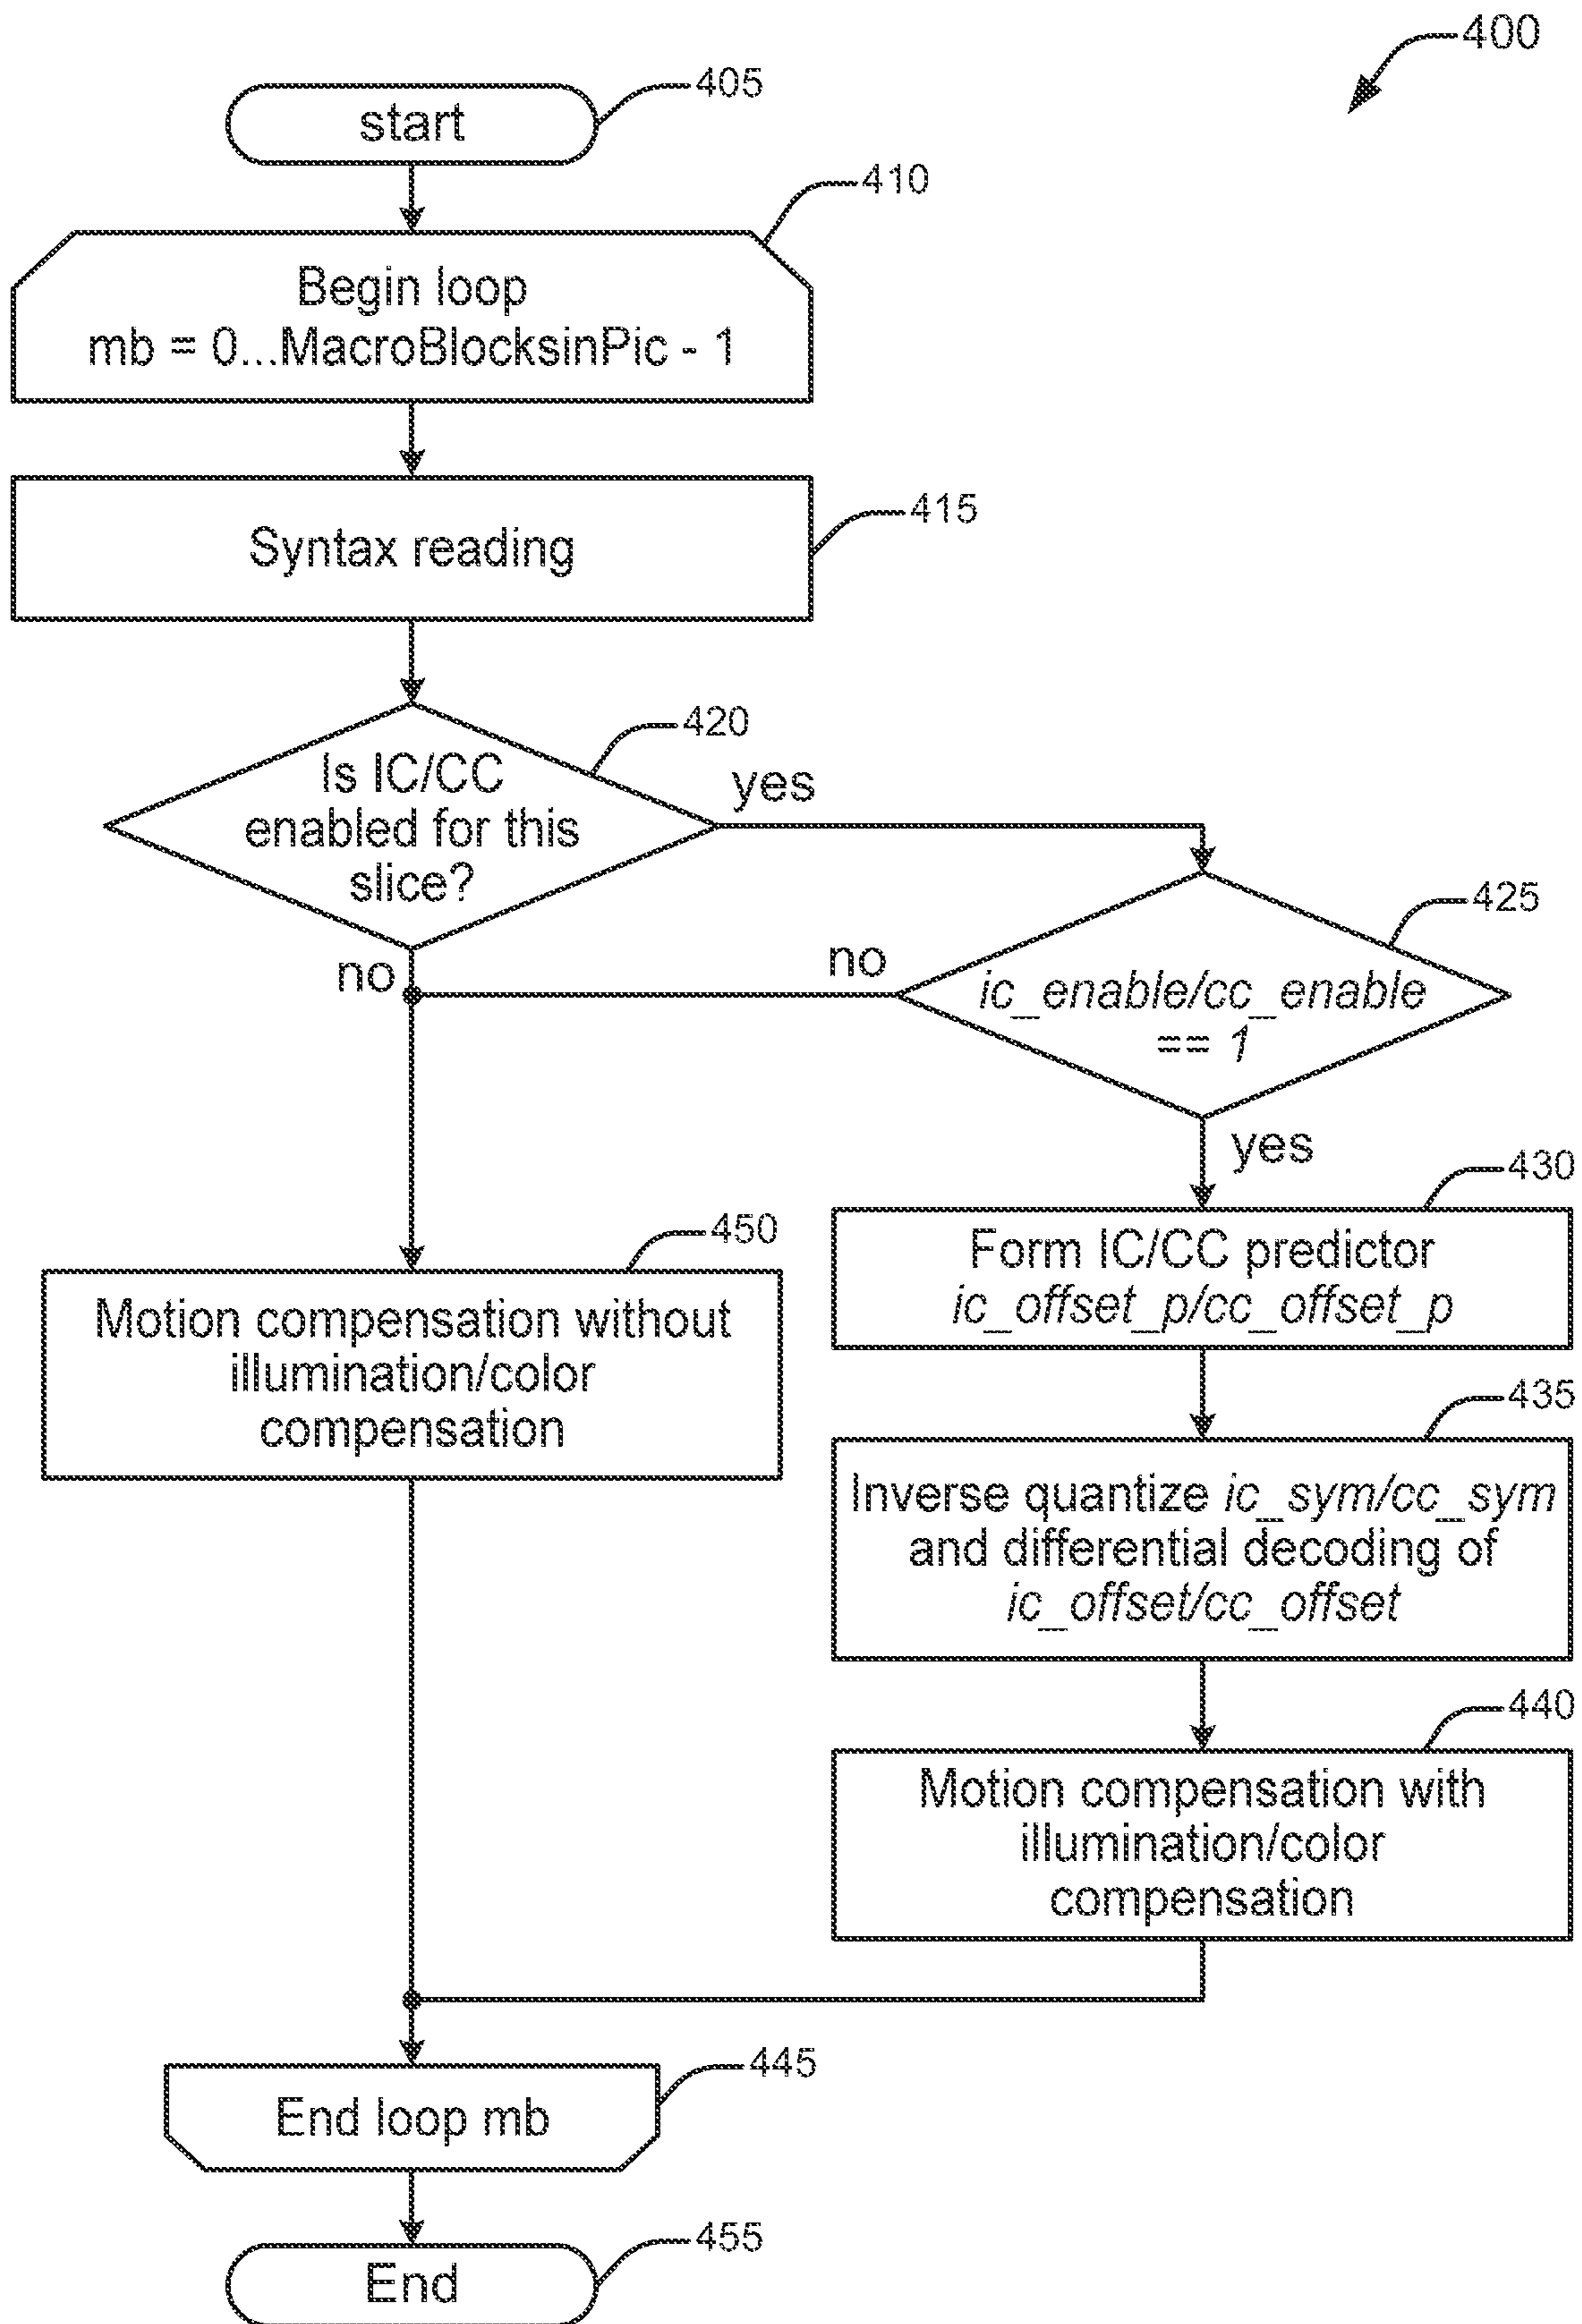 400
start
405
410
Begin loop
mb = 0...MacroBlocksinPic - 1
Syntax reading
415
420
Is IC/CC
enabled for this
slice?
yes
no
425
no
ic_enable/cc_enable
== 1
yes
430
Form IC/CC predictor
ic_offset_p/cc_offset_p
450
Motion compensation without
illumination/color
compensation
435
Inverse quantize ic_sym/cc_sym
and differential decoding of
ic_offset/cc_offset
440
Motion compensation with
illumination/color
compensation
445
End loop mb
455
End